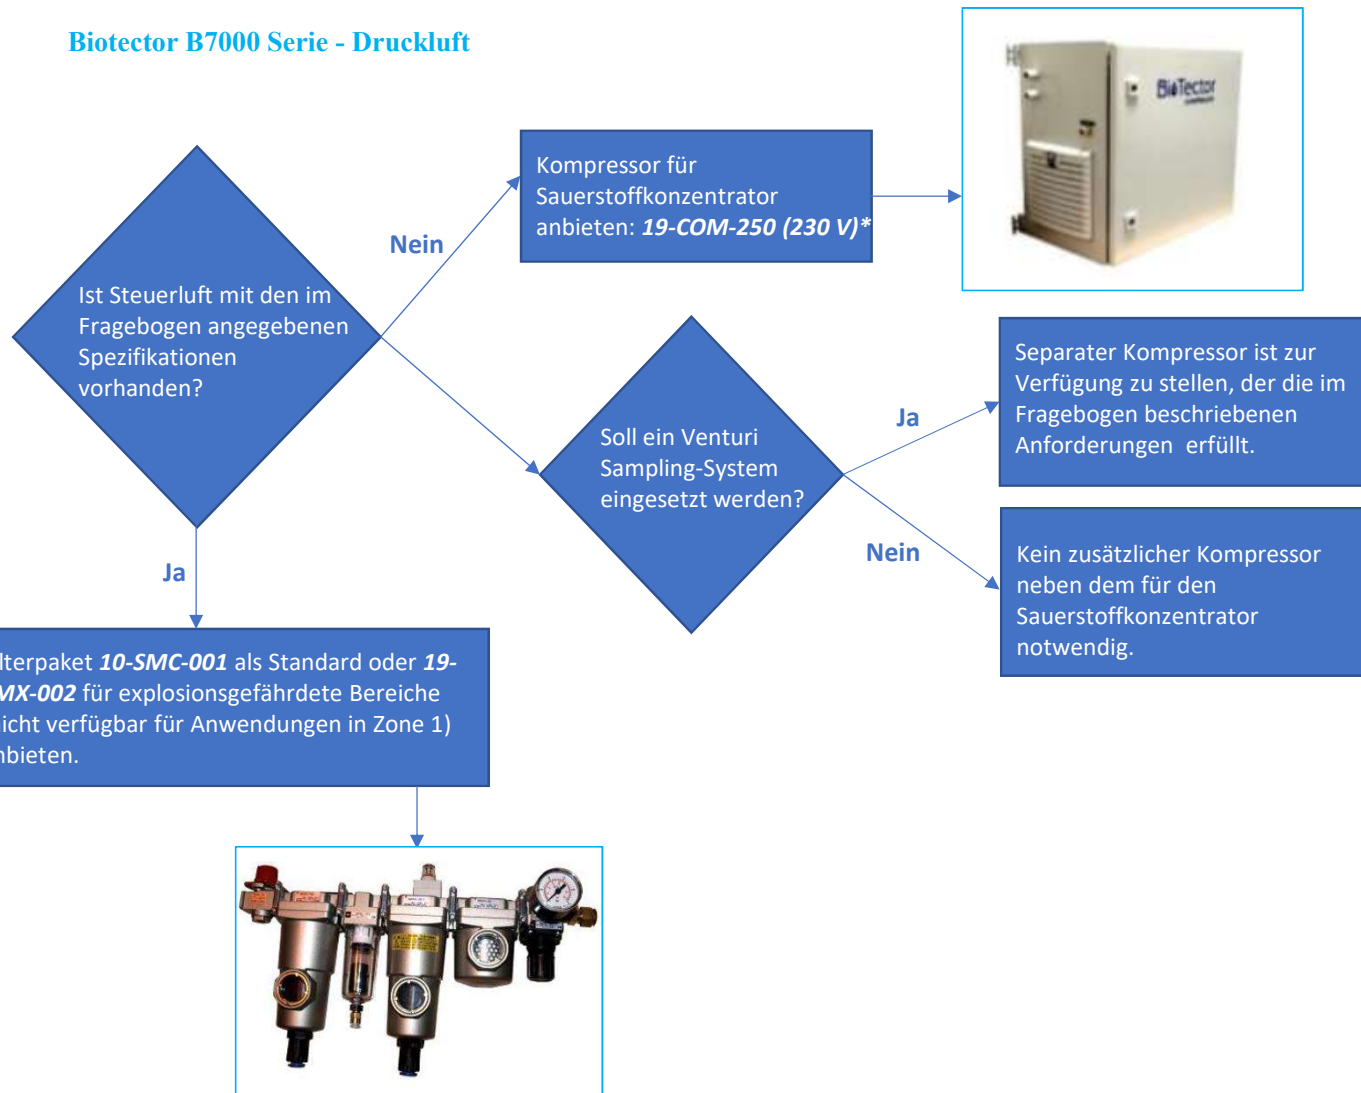 Biotector B7000 Serie - Druckluft
BioTector
Kompressor für
Sauerstoffkonzentrator
anbieten: 19-COM-250 (230 V)*
Nein
Ist Steuerluft mit den im
Fragebogen angegebenen
Spezifikationen
vorhanden?
Separater Kompressor ist zur
Verfügung zu stellen, der die im
Fragebogen beschriebenen
Anforderungen erfüllt.
Ja
Soll ein Venturi
Sampling-System
eingesetzt werden?
Nein
Kein zusätzlicher Kompressor
neben dem für den
Sauerstoffkonzentrator
notwendig.
Ja
lterpaket 10-SMC-001 als Standard oder 19-
MX-002 für explosionsgefährdete Bereiche
icht verfügbar für Anwendungen in Zone 1)
nbieten.